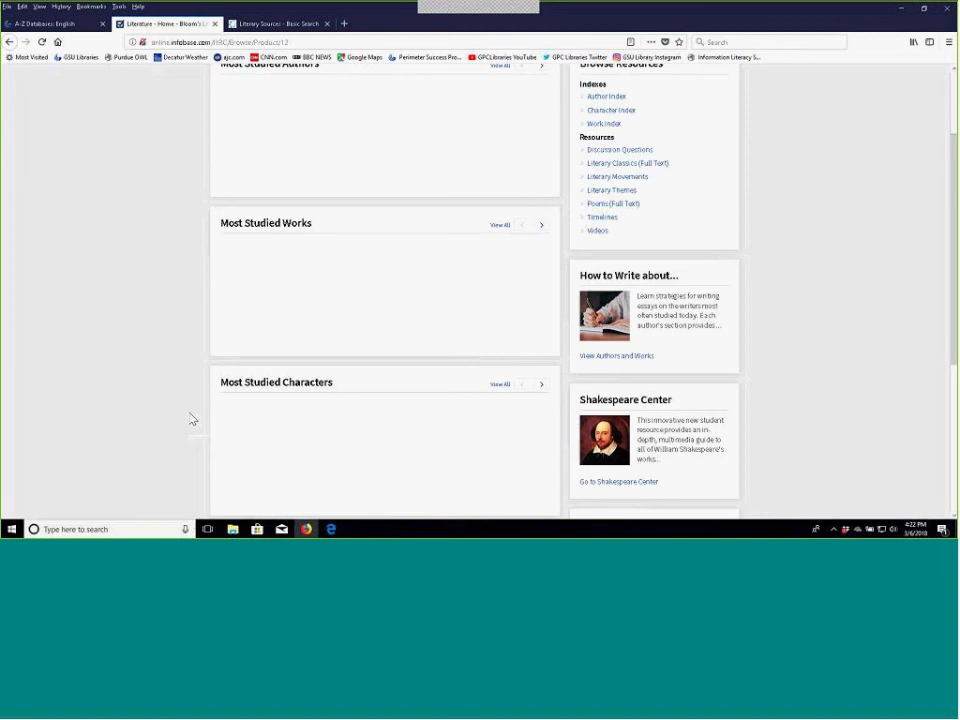 File Edit View History Bookmarks Tools Help
A-Z Databases: English
Literature - Home - Bloom's Li
Literary Sources - Basic Search
online.infobase.com/HRC/Browse/Product/12
Search
Most Visited GSU Libraries Purdue OWL DecaturWeather ajc.com CNN.com BBC NEWS Google Maps Perimeter Success Pro... GPCLibraries YouTube GPC Libraries Twitter GSU Library Instagram Information Literacy S...
Most Studied Authors
View All
Most Studied Works
View All
Most Studied Characters
View All
Browse Resources
Indexes
Author Index
Character Index
Work Index
Resources
Discussion Questions
Literary Classics (Full Text)
Literary Movements
Literary Themes
Poems (Full Text)
Timelines
Videos
How to Write about...
Learn strategies for writing
essays on the writers most
often studied today. Each
author's section provides...
View Authors and Works
Shakespeare Center
This innovative new student
resource provides an in-
depth, multimedia guide to
all of William Shakespeare's
works...
Go to Shakespeare Center
Type here to search
4:22 PM
3/6/2018